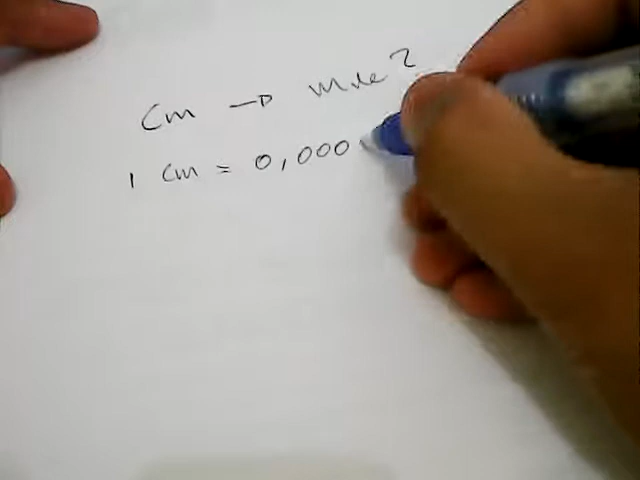 Cm → mile ?
1 cm = 0,000